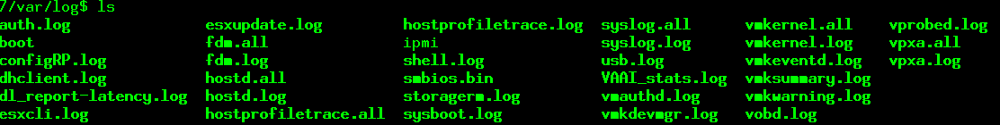 7/var/log$ ls
auth.log esxupdate.log hostprofiletrace.log syslog.all vmkernel.all vprobed.log
boot fdm.all ipmi syslog.log vmkernel.log vpxa.all
configRP.log fdm.log shell.log usb.log vmkeventd.log vpxa.log
dhclient.log hostd.all smbios.bin VAAI_stats.log vmksummary.log
dl_report-latency.log hostd.log storagerm.log vmauthd.log vmkwarning.log
esxcli.log hostprofiletrace.all sysboot.log vmkdevmgr.log vobd.log